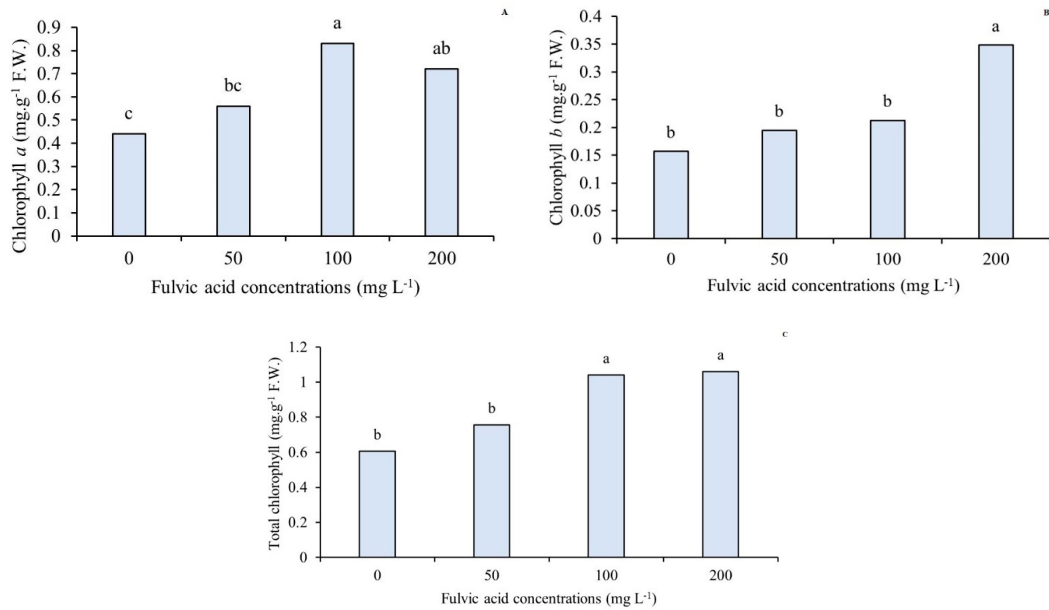 A
Chlorophyll a (mg.g-1 F.W.)
0.9
0.8
0.7
0.6
0.5
0.4
0.3
0.2
0.1
0
c
bc
a
ab
0 50 100 200
Fulvic acid concentrations (mg L-1)
B
Chlorophyll b (mg.g-1 F.W.)
0.4
0.35
0.3
0.25
0.2
0.15
0.1
0.05
0
b
b
b
a
0 50 100 200
Fulvic acid concentrations (mg L-1)
C
Total chlorophyll (mg.g-1 F.W.)
1.2
1
0.8
0.6
0.4
0.2
0
b
b
a
a
0 50 100 200
Fulvic acid concentrations (mg L-1)